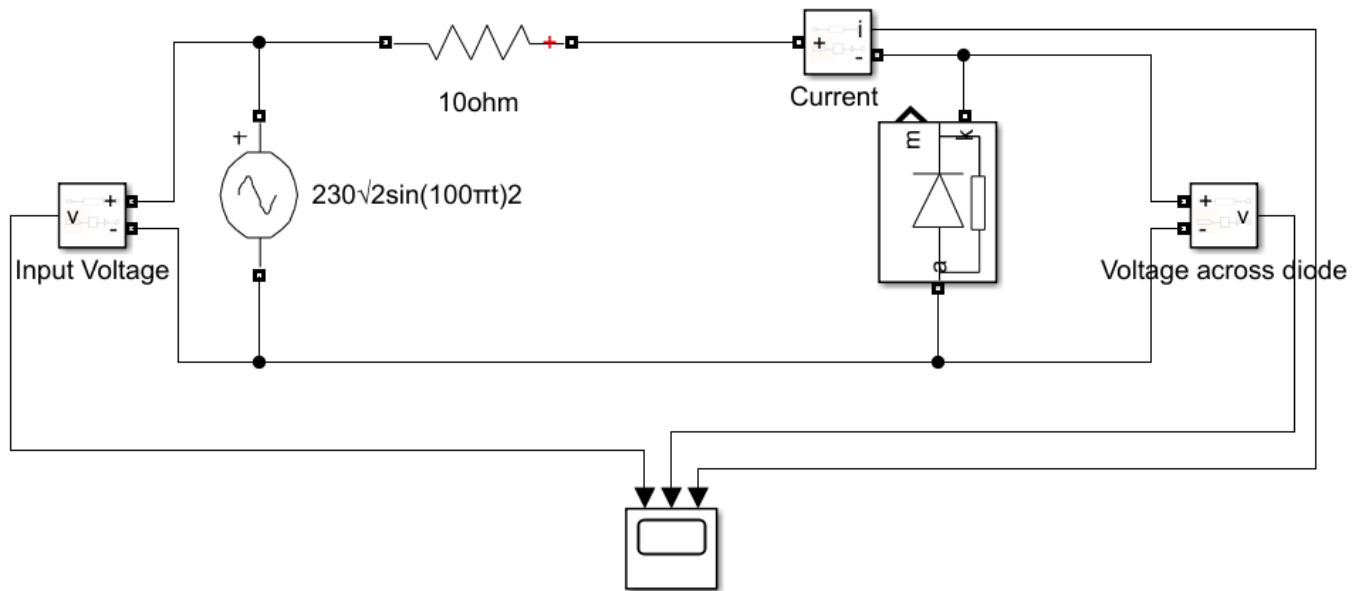 i
+
-
Current
10ohm
+
m
k
a
+
-
v
Input Voltage
230√2sin(100πt)2
+
-
v
Voltage across diode